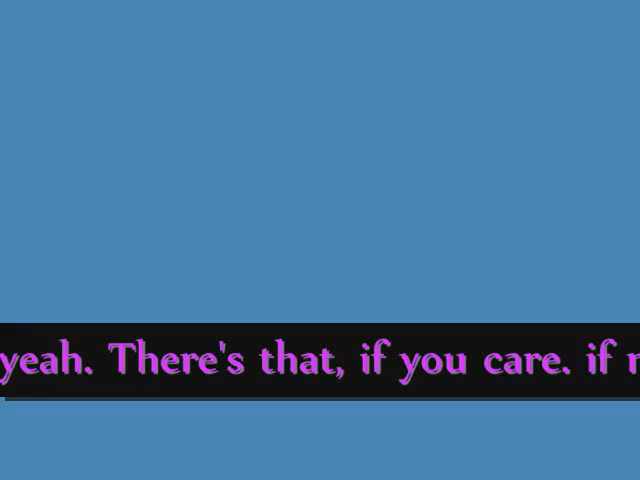 yeah. There's that, if you care. if